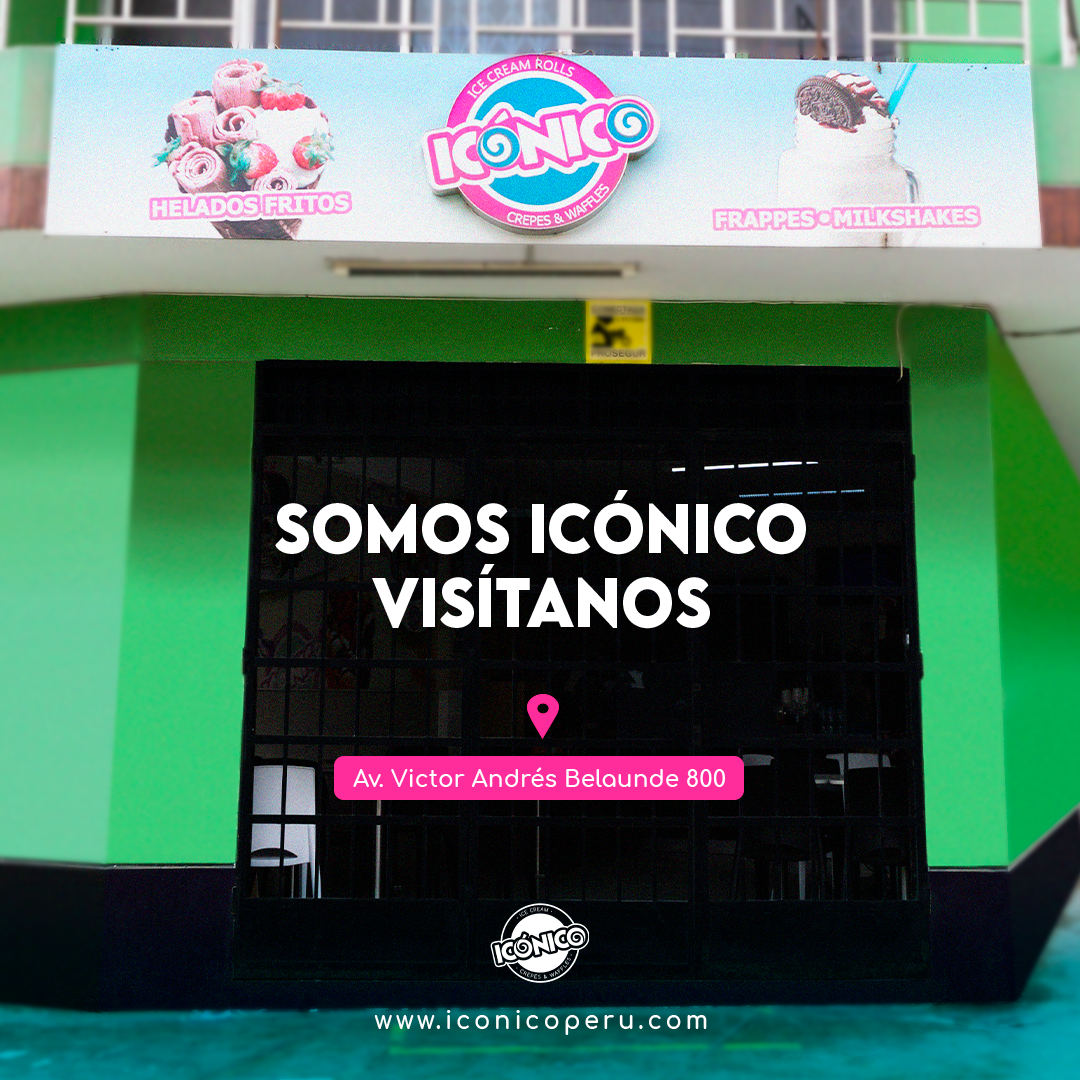 ICE CREAM ROLLS
ICÓNICO
CREPES & WAFFLES
HELADOS FRITOS
FRAPPES • MILKSHAKES
PROSEGUR
SOMOS ICÓNICO
VISÍTANOS
Av. Victor Andrés Belaunde 800
• ICE CREAM •
ICÓNICO
• CREPES & WAFFLES •
www.iconicoperu.com